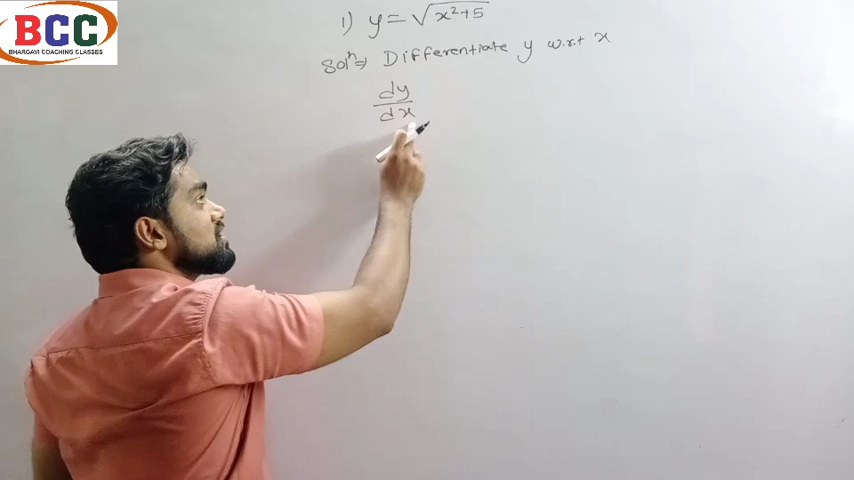 BCC
BHARGAVI COACHING CLASSES
1) y = √x²+5
Solⁿ⇒ Differentiate y w.r.t x
dy
dx